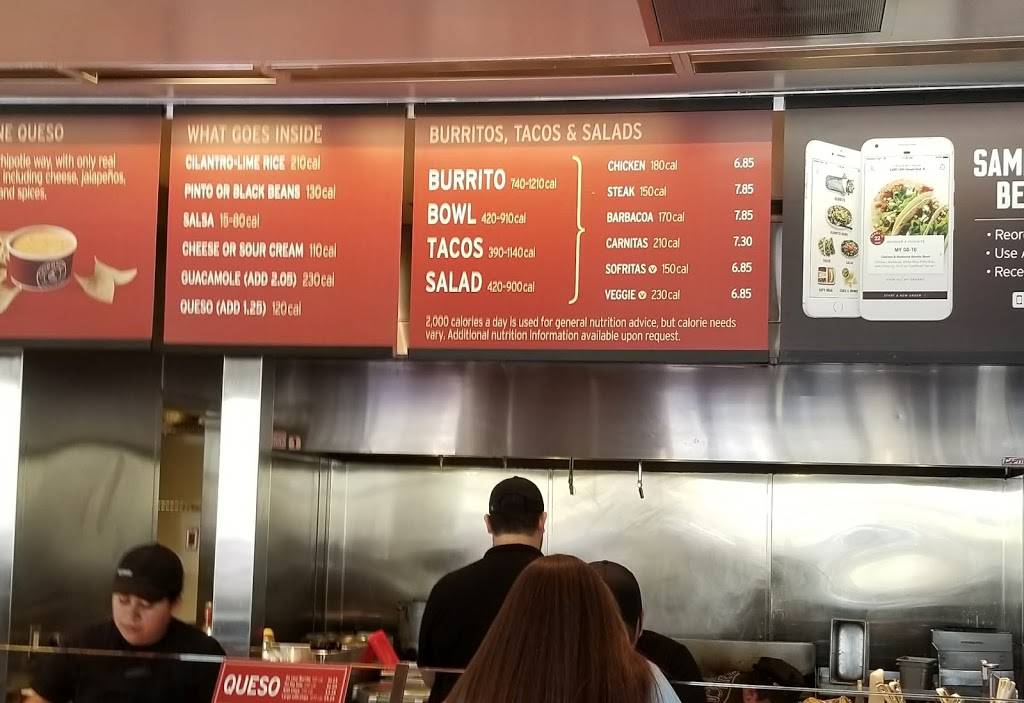 NE QUESO
hipotle way, with only real
including cheese, jalapeños,
and spices.
WHAT GOES INSIDE
CILANTRO-LIME RICE 210cal
PINTO OR BLACK BEANS 130cal
SALSA 15-80cal
CHEESE OR SOUR CREAM 110cal
GUACAMOLE (ADD 2.05) 230cal
QUESO (ADD 1.25) 120cal
BURRITOS, TACOS & SALADS
BURRITO 740-1210cal
BOWL 420-910cal
TACOS 390-1140cal
SALAD 420-900cal
CHICKEN 180cal 6.85
STEAK 150cal 7.85
BARBACOA 170cal 7.85
CARNITAS 210cal 7.30
SOFRITAS V 150cal 6.85
VEGGIE V 230cal 6.85
2,000 calories a day is used for general nutrition advice, but calorie needs
vary. Additional nutrition information available upon request.
MY GO-TO
START A NEW ORDER
SAM
BE
• Reor
• Use A
• Rece
QUESO